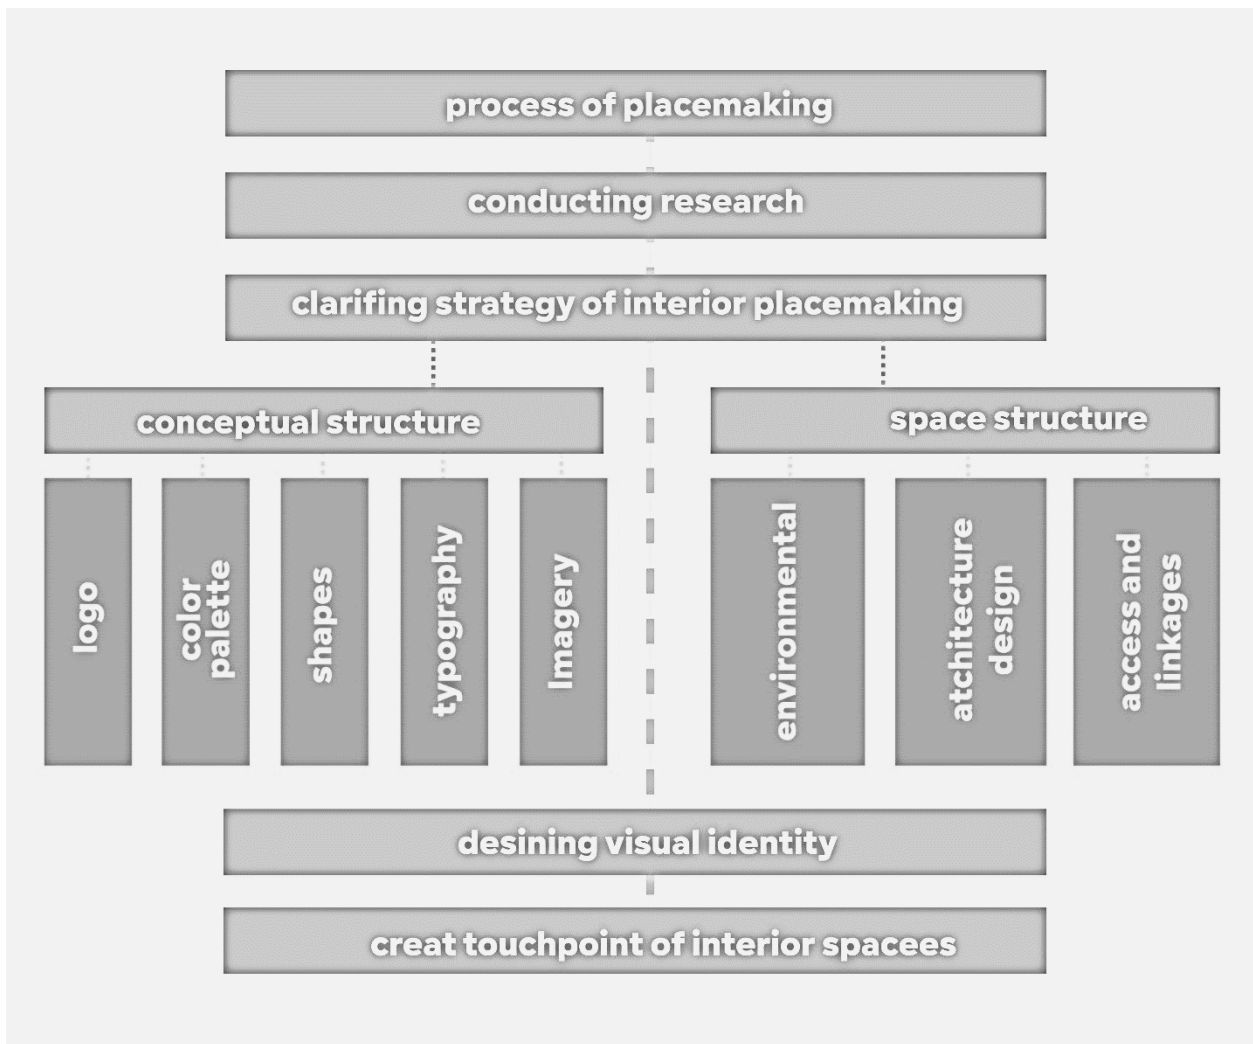 process of placemaking
conducting research
clarifing strategy of interior placemaking
conceptual structure
space structure
logo
color
palette
shapes
typography
Imagery
environmental
atchitecture
design
access and
linkages
desining visual identity
creat touchpoint of interior spacees